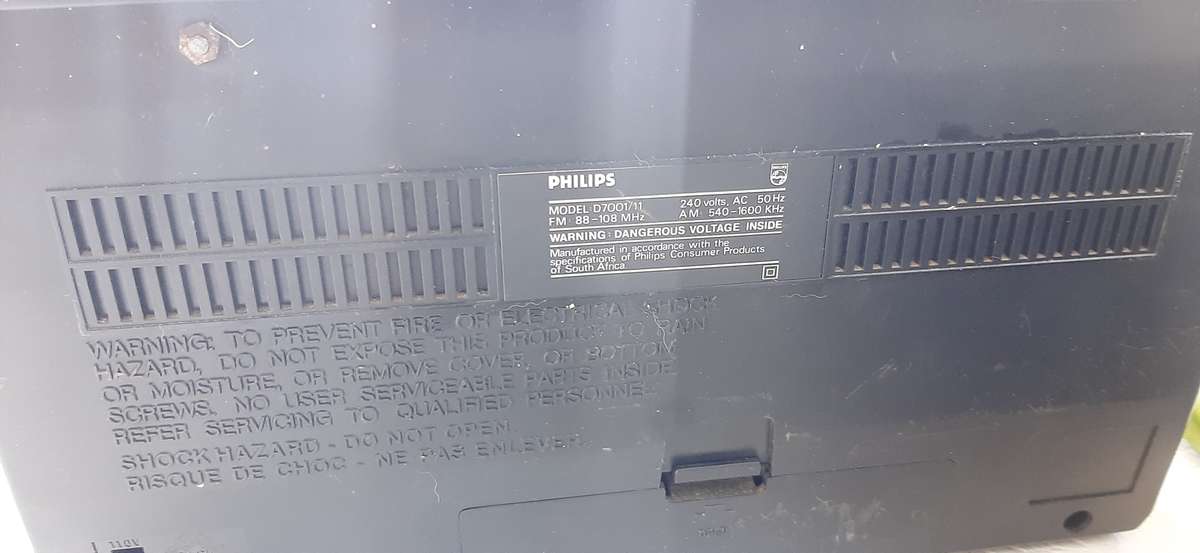 PHILIPS
PHILIPS
MODEL: D7001/11 240 volts, AC 50 Hz
FM: 88-108 MHz AM: 540-1600 KHz
WARNING: DANGEROUS VOLTAGE INSIDE
Manufactured in accordance with the
specifications of Philips Consumer Products
of South Africa
WARNING: TO PREVENT FIRE OR ELECTRICAL SHOCK
HAZARD, DO NOT EXPOSE THIS PRODUCT TO RAIN
OR MOISTURE, OR REMOVE COVER, OR BOTTOM
SCREWS. NO USER SERVICEABLE PARTS INSIDE
REFER SERVICING TO QUALIFIED PERSONNEL
SHOCK HAZARD - DO NOT OPEN.
RISQUE DE CHOC - NE PAS ENLEVER.
110V